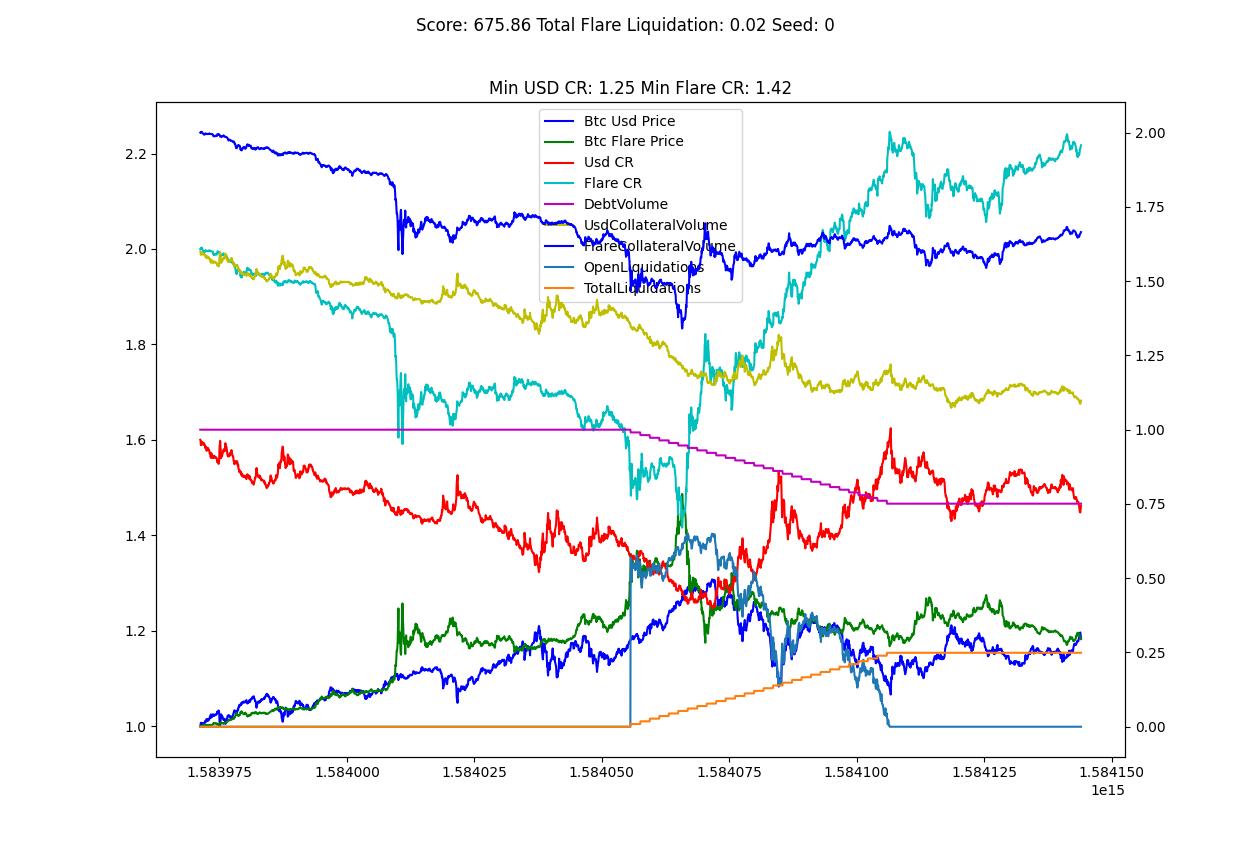 Score: 675.86 Total Flare Liquidation: 0.02 Seed: 0
Min USD CR: 1.25 Min Flare CR: 1.42
Btc Usd Price
Btc Flare Price
Usd CR
Flare CR
DebtVolume
UsdCollateralVolume
FlareCollateralVolume
OpenLiquidations
TotalLiquidations
2.2
2.0
1.8
1.6
1.4
1.2
1.0
2.00
1.75
1.50
1.25
1.00
0.75
0.50
0.25
0.00
1.583975 1.584000 1.584025 1.584050 1.584075 1.584100 1.584125 1.584150
1e15